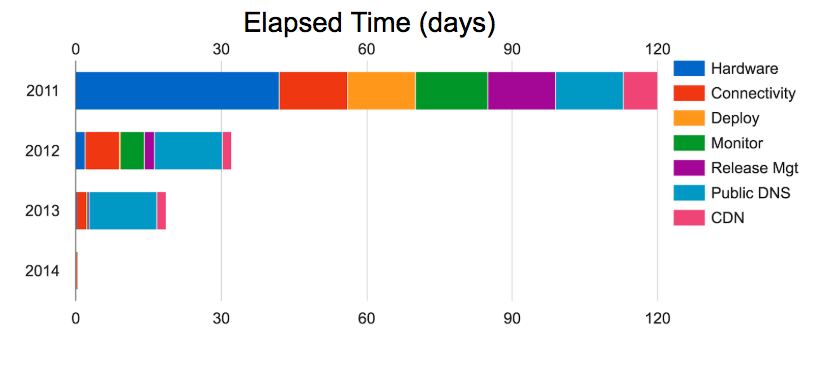 Elapsed Time (days)
0 30 60 90 120
Hardware
2011
Connectivity
Deploy
Monitor
2012
Release Mgt
Public DNS
2013
CDN
2014
0 30 60 90 120